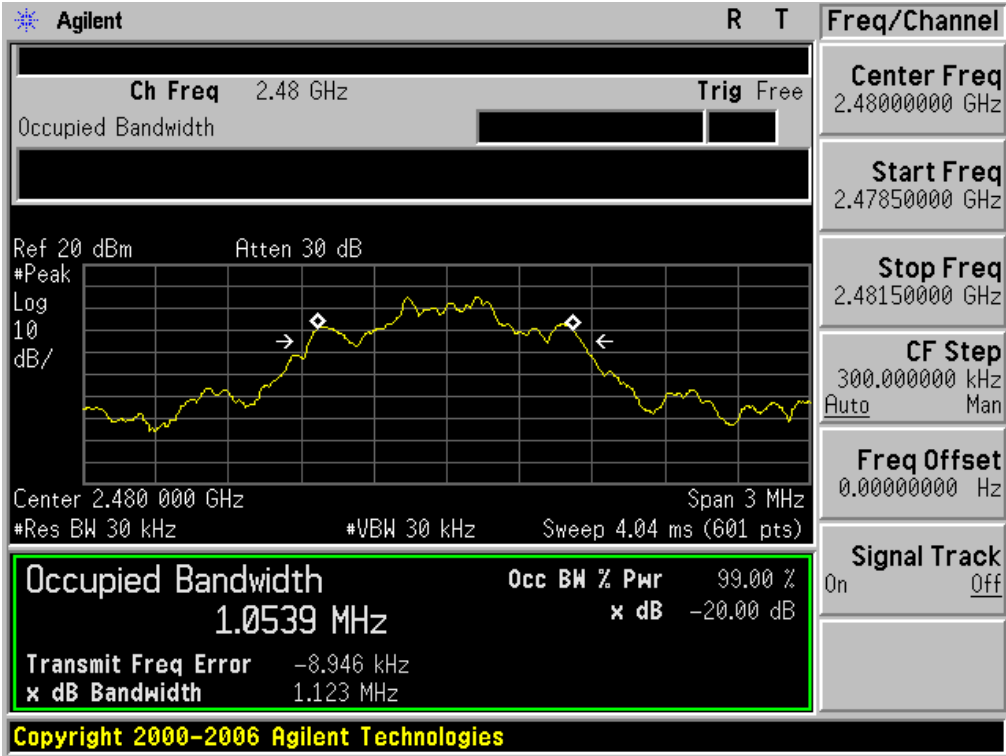 Agilent R T Freq/Channel
Ch Freq 2.48 GHz Trig Free
Occupied Bandwidth
Center Freq
2.48000000 GHz
Start Freq
2.47850000 GHz
Stop Freq
2.48150000 GHz
CF Step
300.000000 kHz
Auto Man
Freq Offset
0.00000000 Hz
Signal Track
On Off
Ref 20 dBm Atten 30 dB
#Peak
Log
10
dB/
Center 2.480 000 GHz Span 3 MHz
#Res BW 30 kHz #VBW 30 kHz Sweep 4.04 ms (601 pts)
Occupied Bandwidth
1.0539 MHz
Occ BW % Pwr 99.00 %
x dB -20.00 dB
Transmit Freq Error -8.946 kHz
x dB Bandwidth 1.123 MHz
Copyright 2000-2006 Agilent Technologies